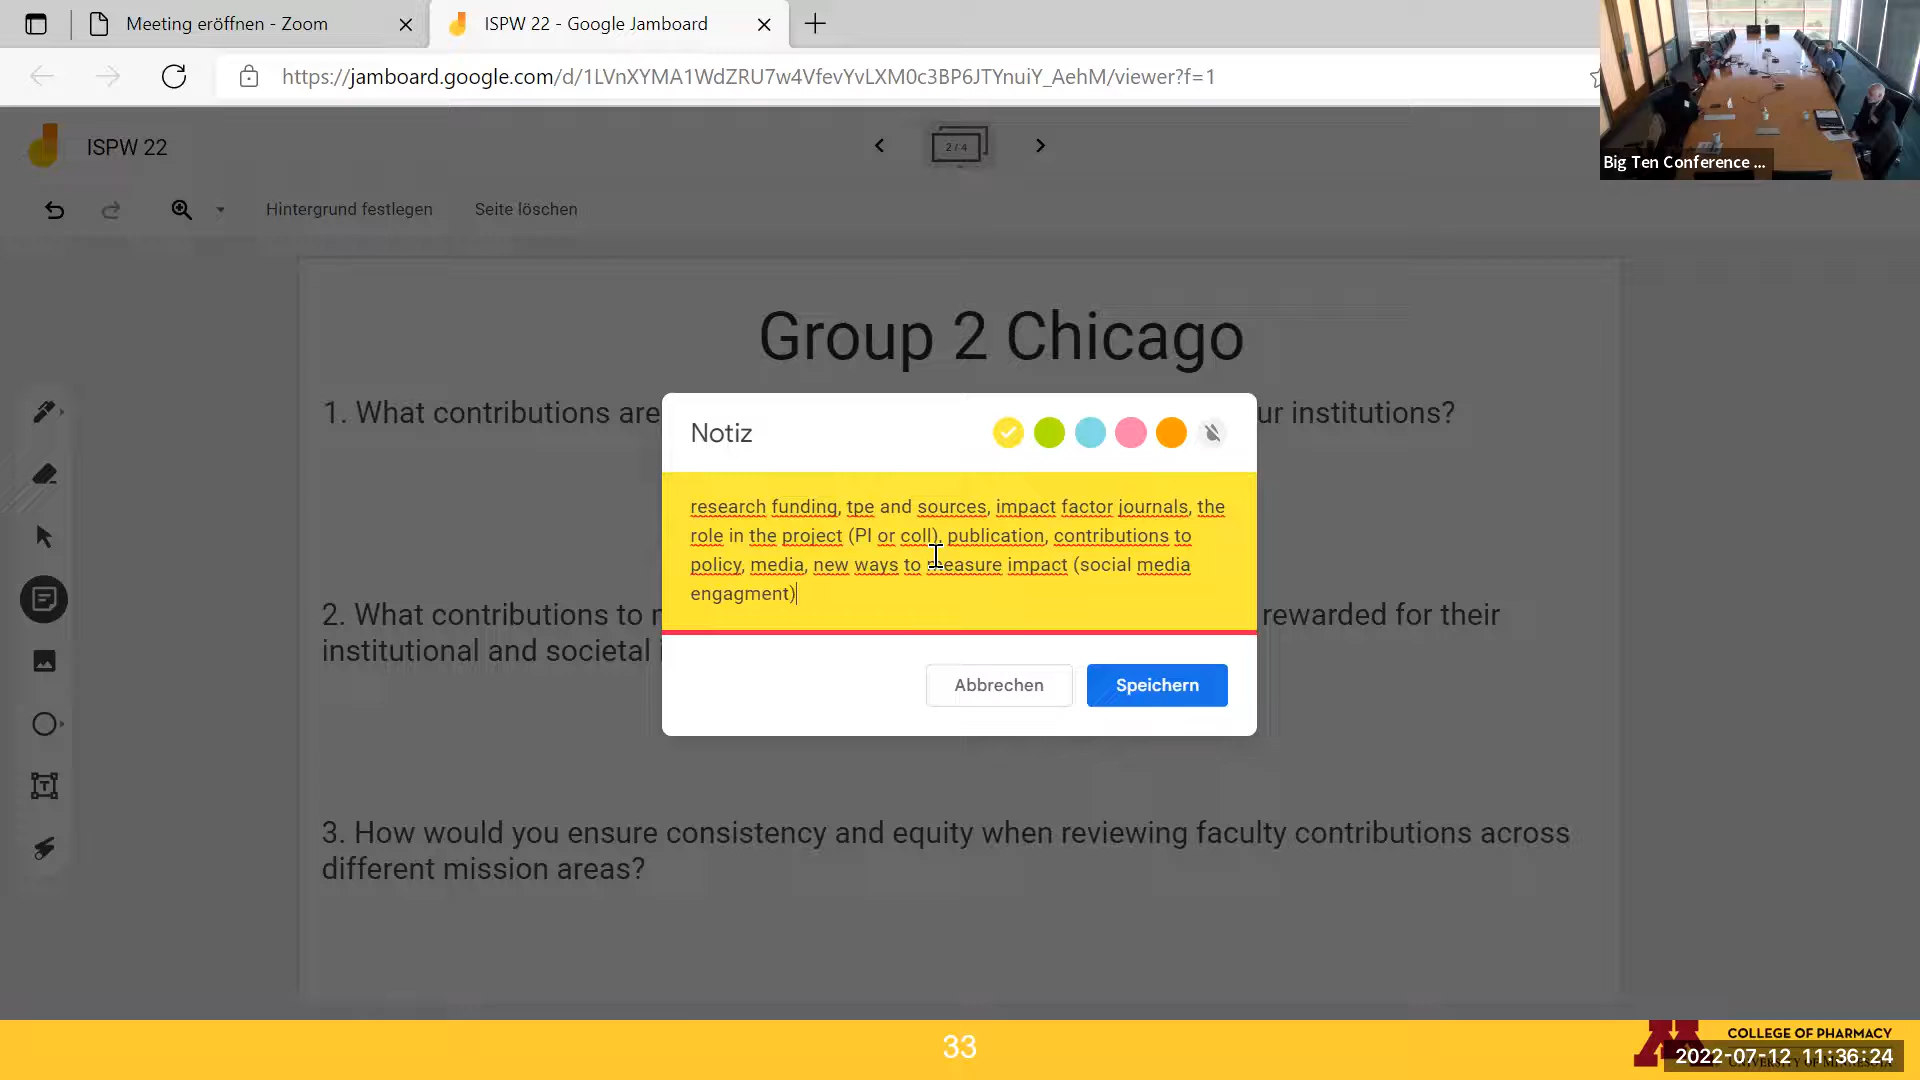 Meeting eröffnen - Zoom
ISPW 22 - Google Jamboard
https://jamboard.google.com/d/1LVnXYMA1WdZRU7w4VfevYvLXM0c3BP6JTYnuiY_AehM/viewer?f=1
Big Ten Conference ...
ISPW 22
2 / 4
Hintergrund festlegen
Seite löschen
Group 2 Chicago
1. What contributions are
ur institutions?
Notiz
research funding, tpe and sources, impact factor journals, the
role in the project (PI or coll), publication, contributions to
policy, media, new ways to measure impact (social media
engagment)
2. What contributions to
rewarded for their
institutional and societal
Abbrechen
Speichern
3. How would you ensure consistency and equity when reviewing faculty contributions across
different mission areas?
33
COLLEGE OF PHARMACY
UNIVERSITY OF MINNESOTA
2022-07-12 11:36:24